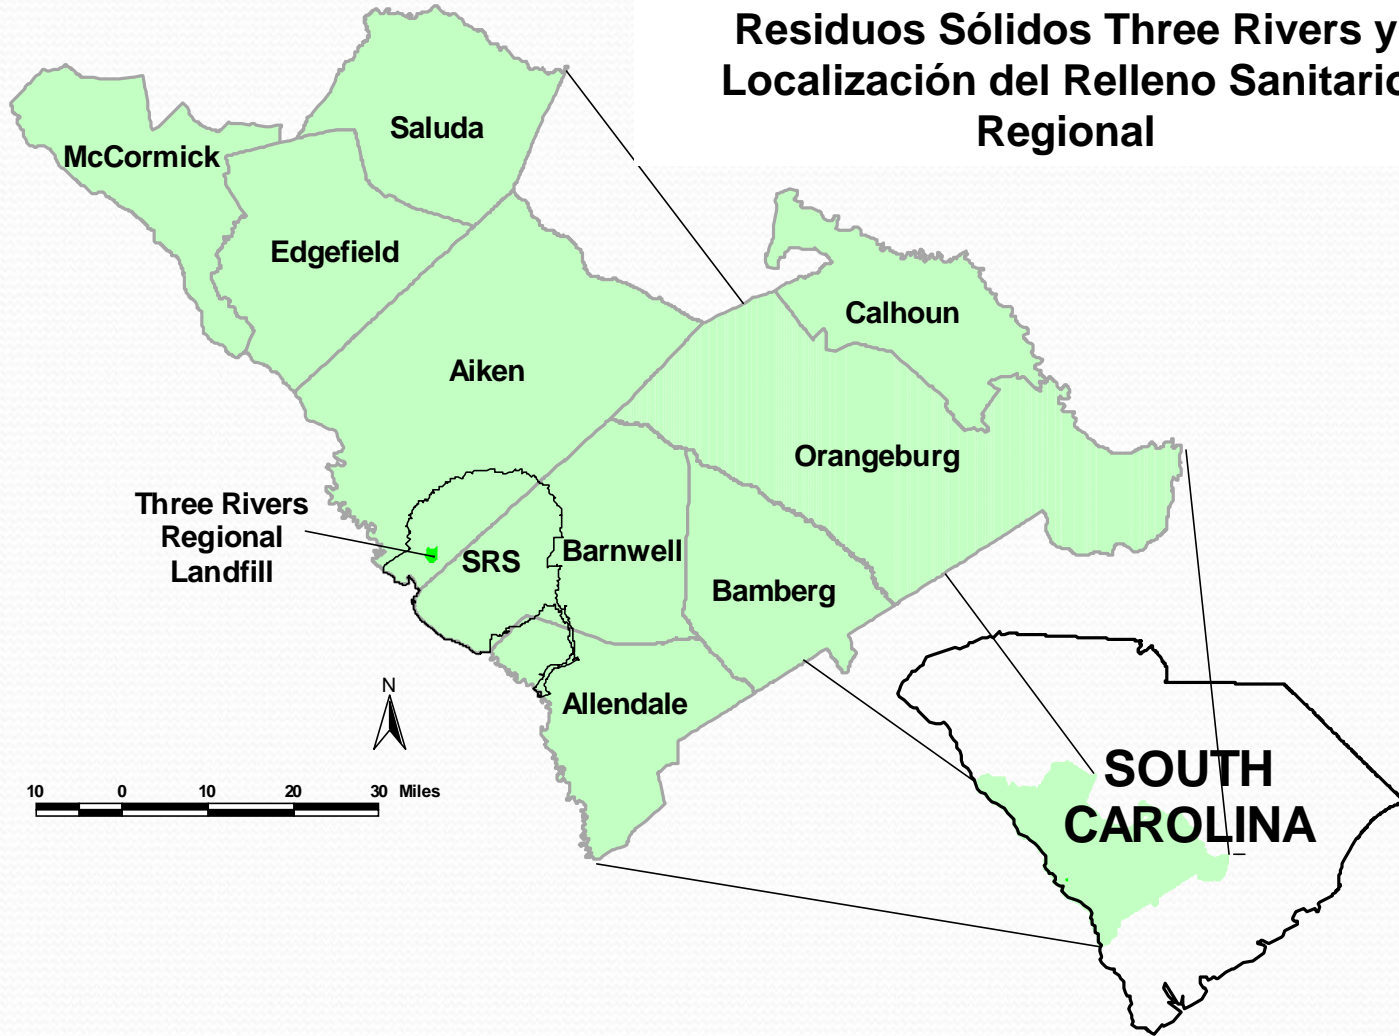 Residuos Sólidos Three Rivers y
Localización del Relleno Sanitario
Regional
Saluda
McCormick
Edgefield
Calhoun
Aiken
Orangeburg
Three Rivers
Regional
Landfill
SRS
Barnwell
Bamberg
Allendale
N
10 0 10 20 30 Miles
SOUTH
CAROLINA